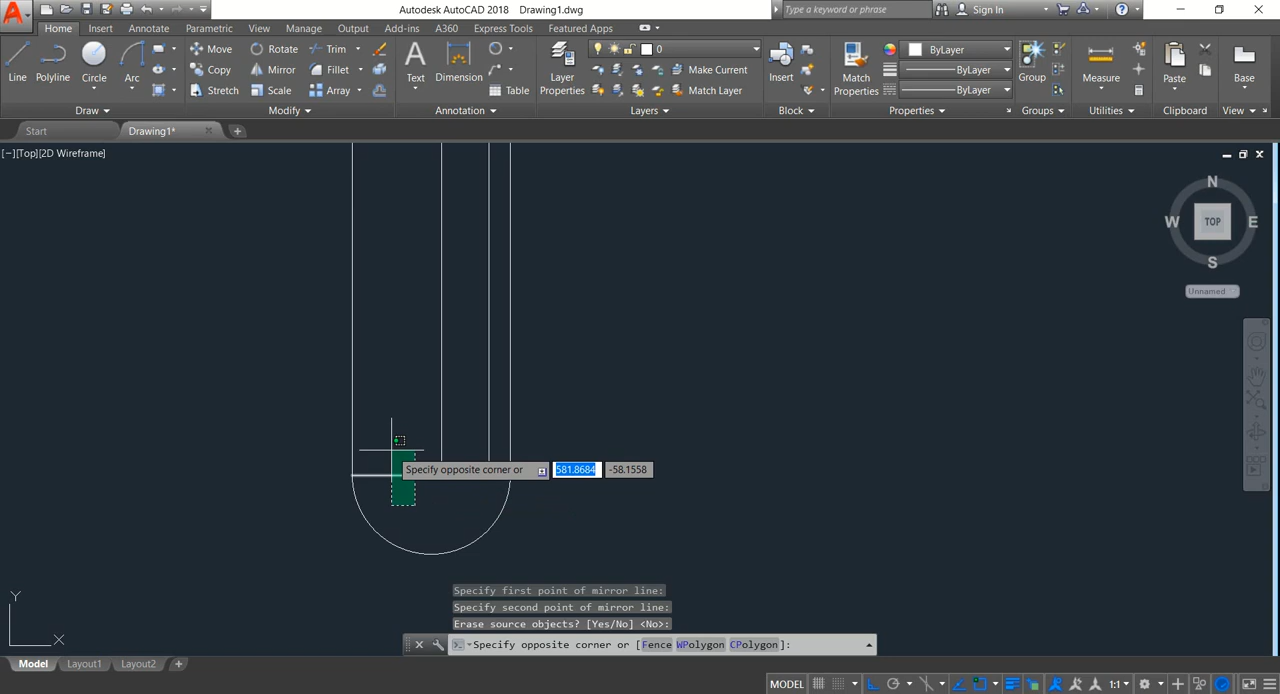 Autodesk AutoCAD 2018 Drawing1.dwg
Type a keyword or phrase
Sign In
Home Insert Annotate Parametric View Manage Output Add-ins A360 Express Tools Featured Apps
Line Polyline Circle Arc
Move Rotate Trim
Copy Mirror Fillet
Stretch Scale Array
Text Dimension Table
Layer Properties
0
Make Current
Match Layer
Insert
Match Properties
ByLayer
ByLayer
ByLayer
Group
Measure
Paste
Base
Draw Modify Annotation Layers Block Properties Groups Utilities Clipboard View
Start Drawing1* +
[−][Top][2D Wireframe]
N
W TOP E
S
Unnamed
Specify opposite corner or 581.8684 -58.1558
Specify first point of mirror line:
Specify second point of mirror line:
Erase source objects? [Yes/No] <No>:
Specify opposite corner or [Fence WPolygon CPolygon]:
Y
X
Model Layout1 Layout2 +
MODEL 1:1